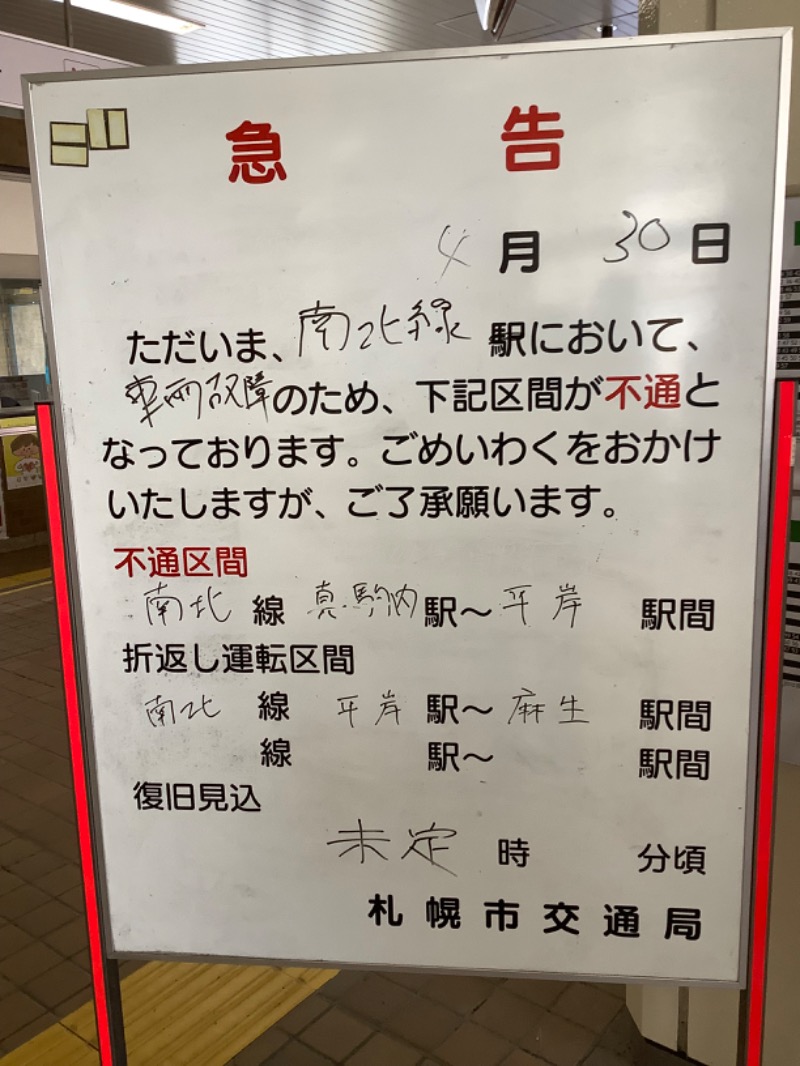 急告
4月30日
ただいま、南北線駅において、
車両故障のため、下記区間が不通と
なっております。ごめいわくをおかけ
いたしますが、ご了承願います。
不通区間
南北線 真駒内駅〜平岸駅間
折返し運転区間
南北線 平岸駅〜麻生駅間
線 駅〜 駅間
復旧見込
未定時 分頃
札幌市交通局